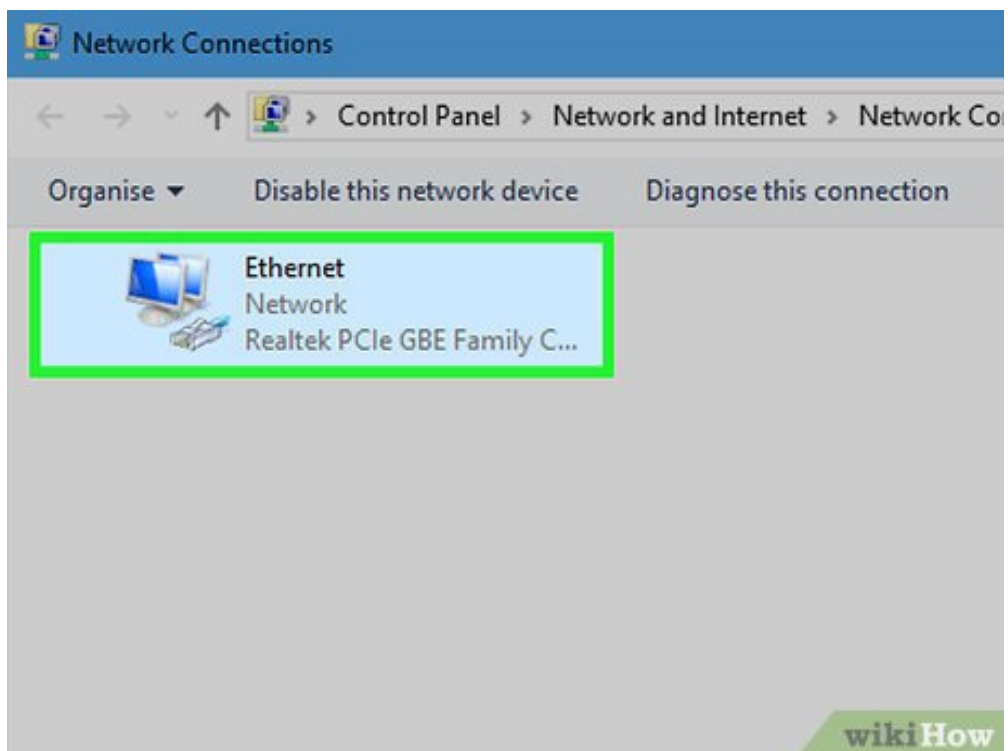 Network Connections
Control Panel > Network and Internet > Network Co
Organise Disable this network device Diagnose this connection
Ethernet
Network
Realtek PCIe GBE Family C...
wikiHow